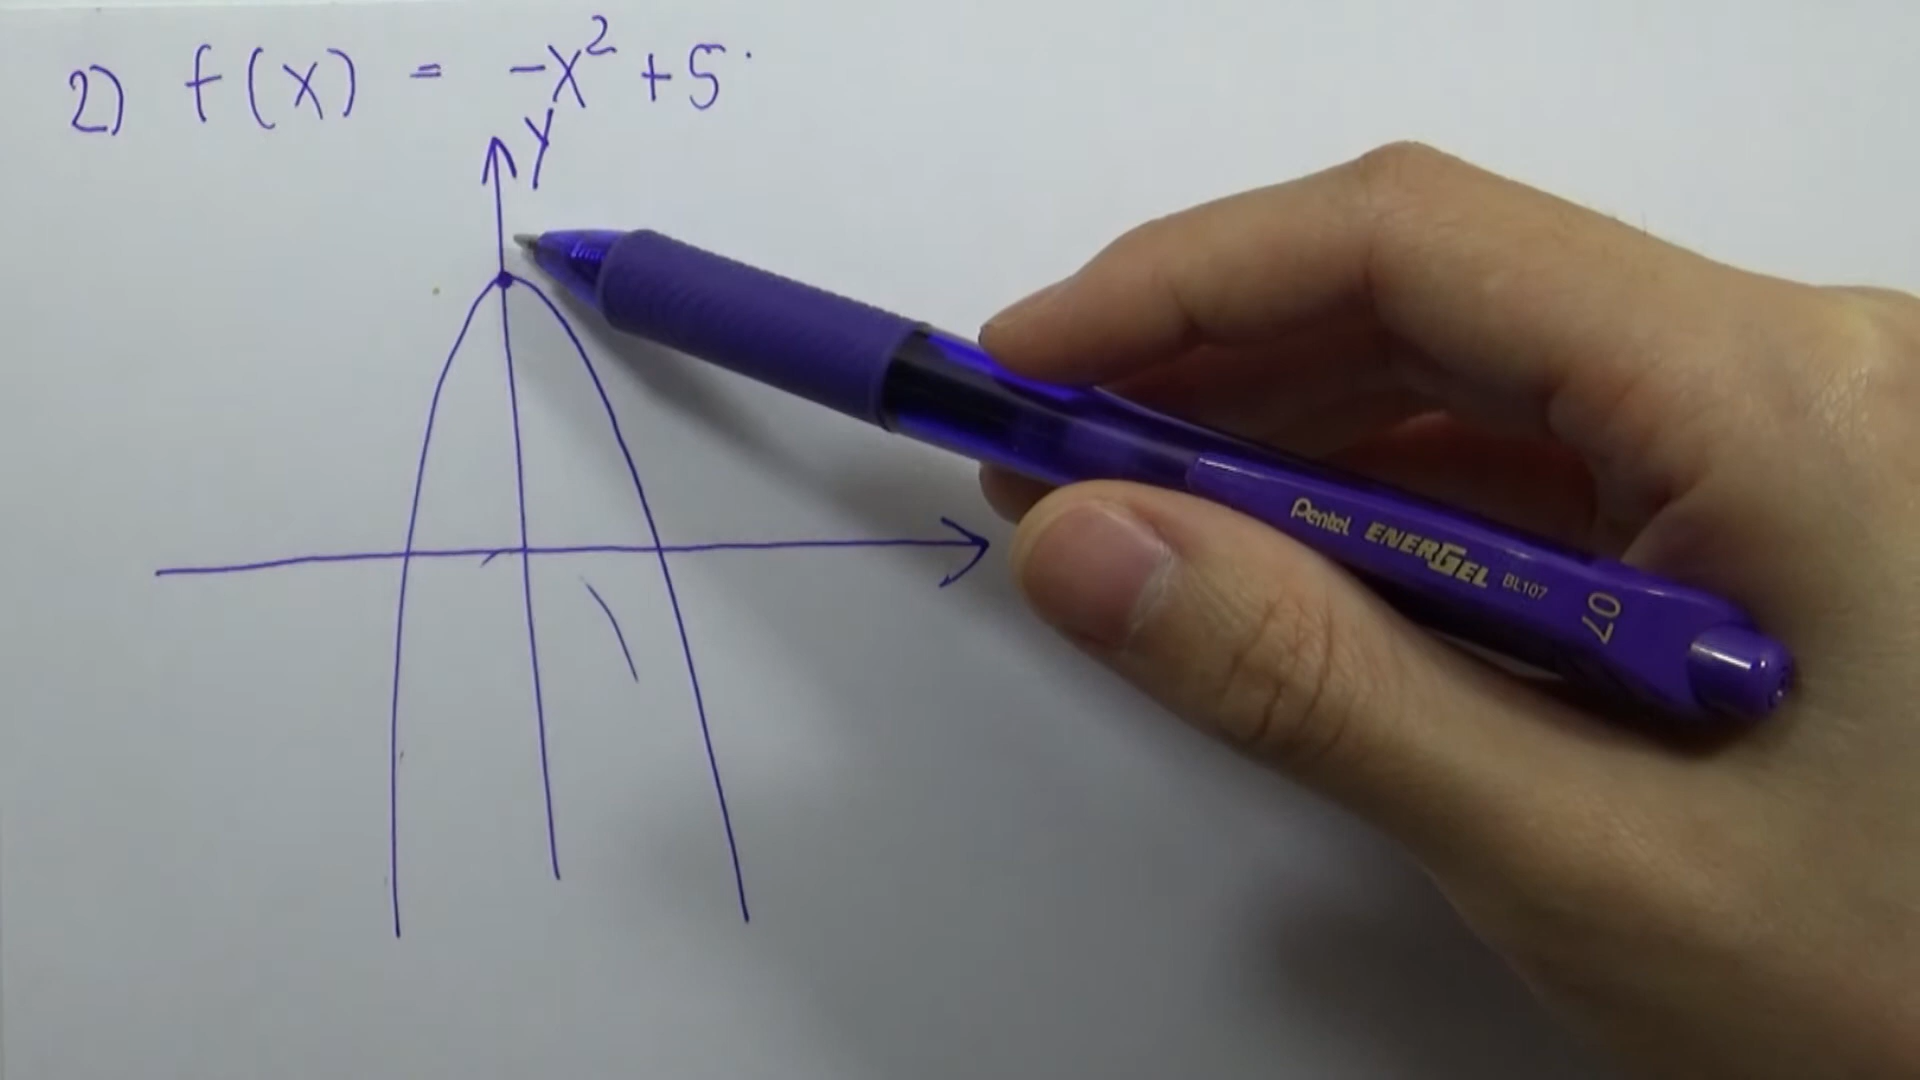 2) f(x) = -x² + 5
y
Pentel ENERGEL BL107 07